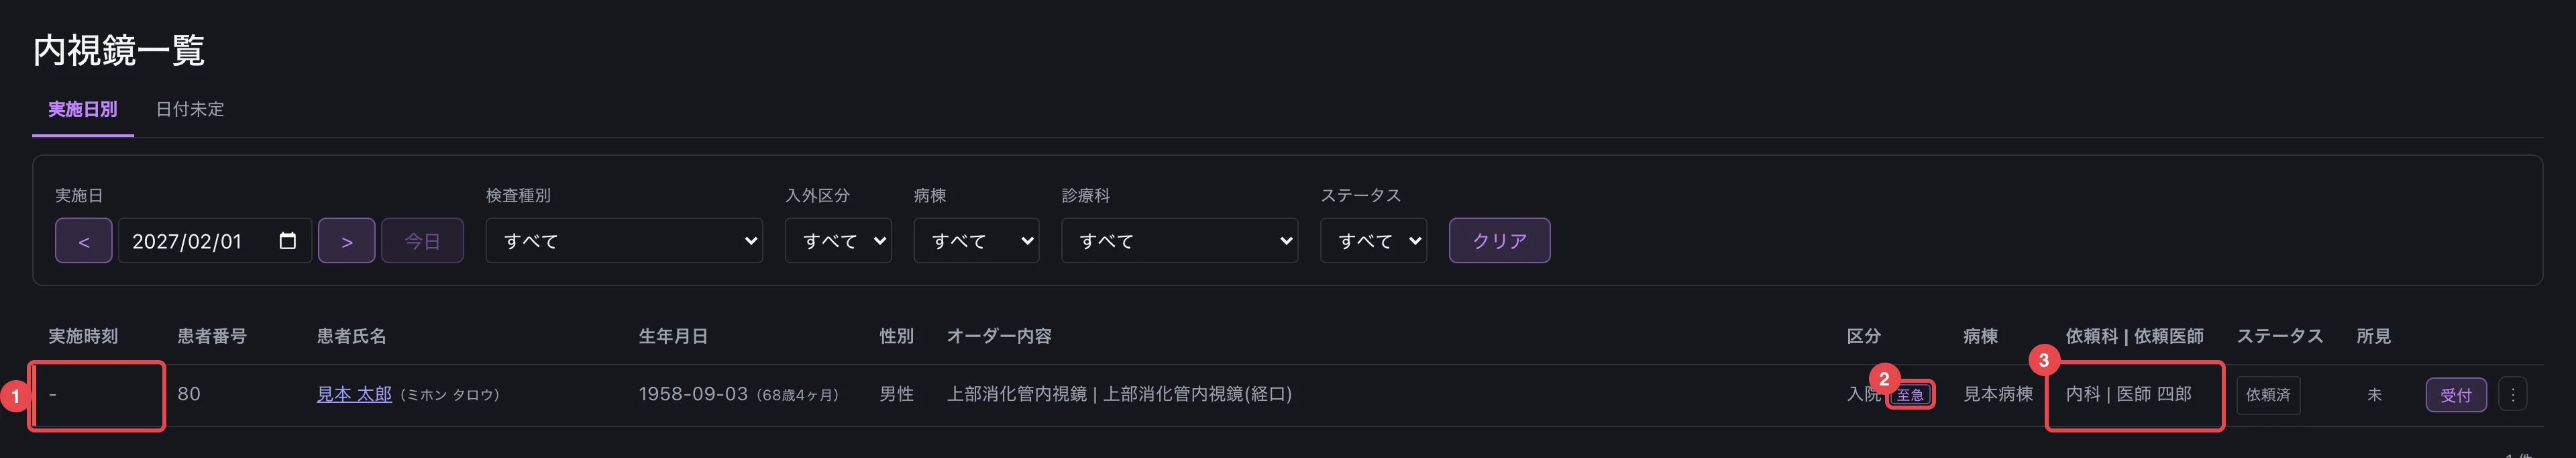 内視鏡一覧
実施日別 日付未定
実施日 検査種別 入外区分 病棟 診療科 ステータス
< 2027/02/01 > 今日 すべて すべて すべて すべて すべて クリア
実施時刻 患者番号 患者氏名 生年月日 性別 オーダー内容 区分 病棟 依頼科 | 依頼医師 ステータス 所見
1 - 80 見本 太郎 (ミホン タロウ) 1958-09-03 (68歳4ヶ月) 男性 上部消化管内視鏡 | 上部消化管内視鏡(経口) 入院 2 至急 見本病棟 3 内科 | 医師 四郎 依頼済 未 受付 ⋮